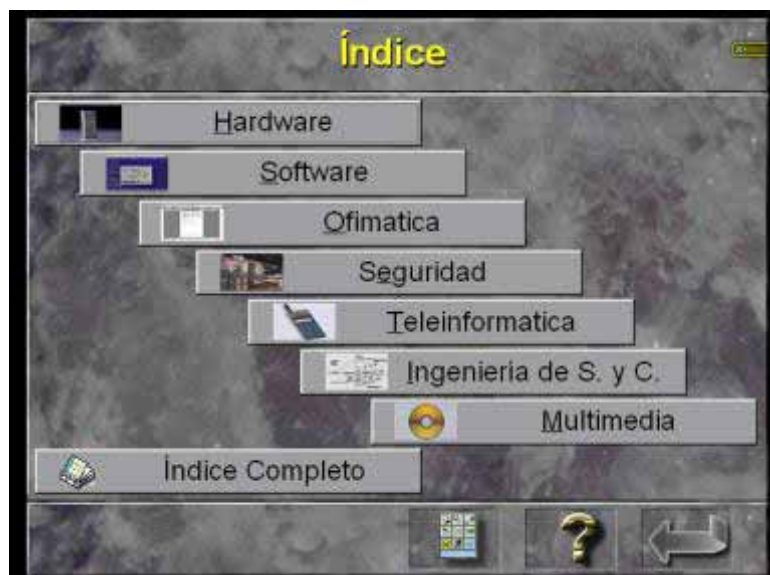 Índice
Hardware
Software
Ofimatica
Seguridad
Teleinformatica
Ingenieria de S. y C.
Multimedia
Índice Completo